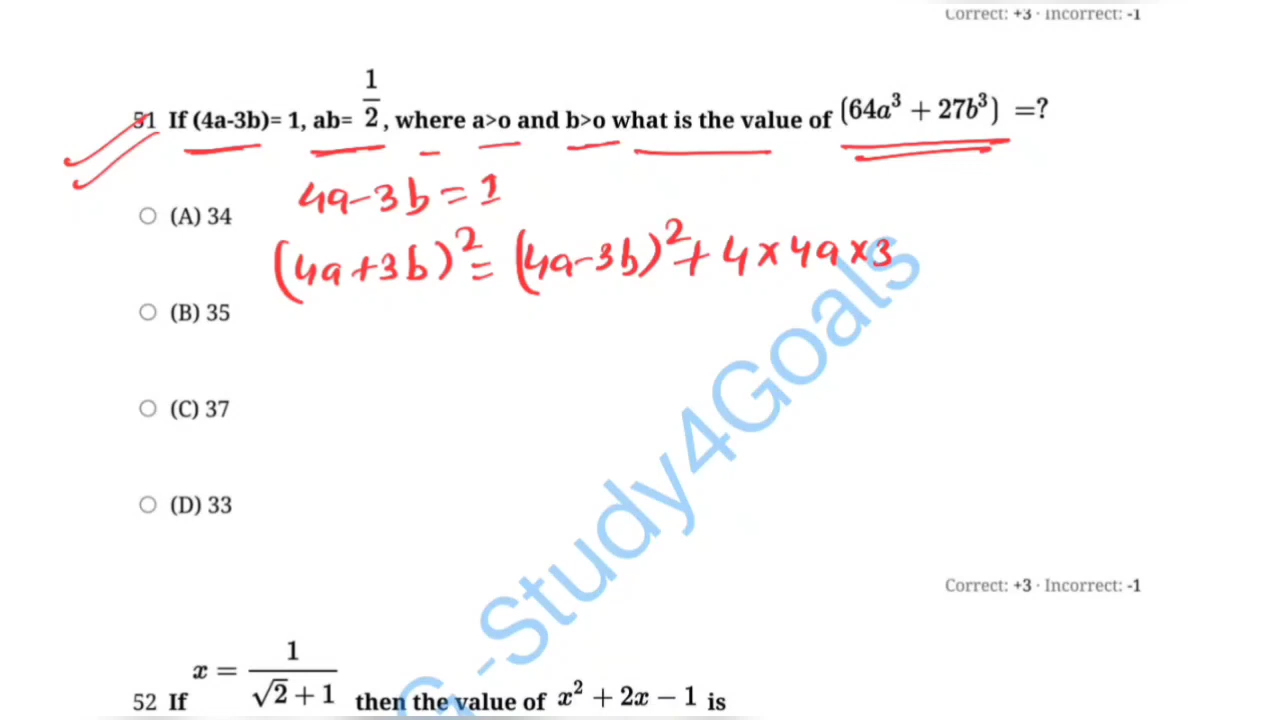 Correct: +3 · Incorrect: -1
51 If (4a-3b)= 1, ab= 1/2, where a>o and b>o what is the value of (64a³ + 27b³) =?
4a-3b=1
(A) 34
(4a+3b)² = (4a-3b)² + 4×4a×3
(B) 35
(C) 37
(D) 33
G -Study4Goals
Correct: +3 · Incorrect: -1
52 If x = 1/(√2 + 1) then the value of x² + 2x − 1 is